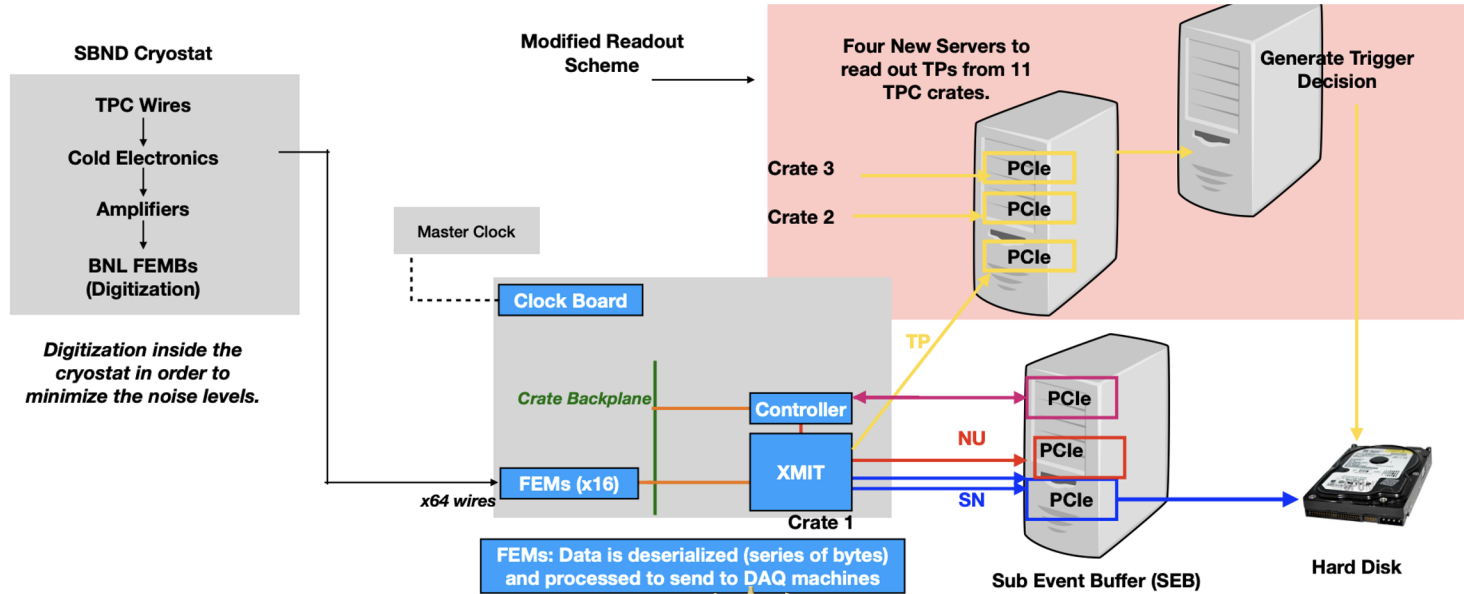 SBND Cryostat
TPC Wires
Cold Electronics
Amplifiers
BNL FEMBs
(Digitization)
Digitization inside the
cryostat in order to
minimize the noise levels.
Modified Readout
Scheme
Four New Servers to
read out TPs from 11
TPC crates.
Generate Trigger
Decision
Crate 3
PCIe
Crate 2
PCIe
PCIe
Master Clock
Clock Board
TP
Crate Backplane
Controller
PCIe
NU
PCIe
XMIT
FEMs (x16)
x64 wires
SN
PCIe
Crate 1
FEMs: Data is deserialized (series of bytes)
and processed to send to DAQ machines
Sub Event Buffer (SEB)
Hard Disk